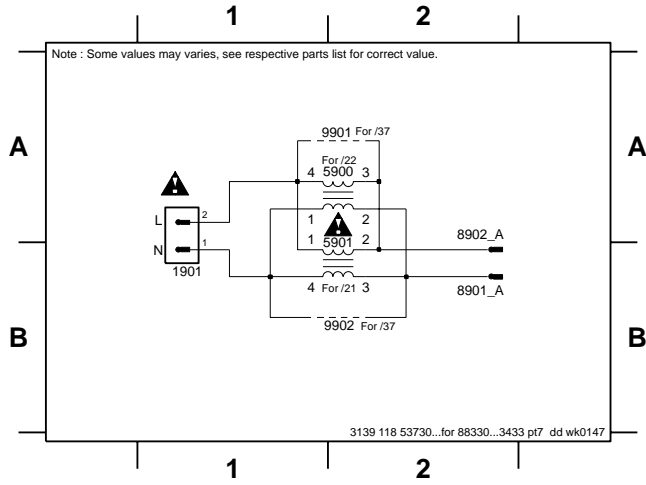 1 2
Note : Some values may varies, see respective parts list for correct value.
9901 For /37
A A
For /22
4 5900 3
L 2
1 2
1 5901 2
8902_A
N 1
1901
4 For /21 3
8901_A
B B
9902 For /37
3139 118 53730...for 88330...3433 pt7 dd wk0147
1 2